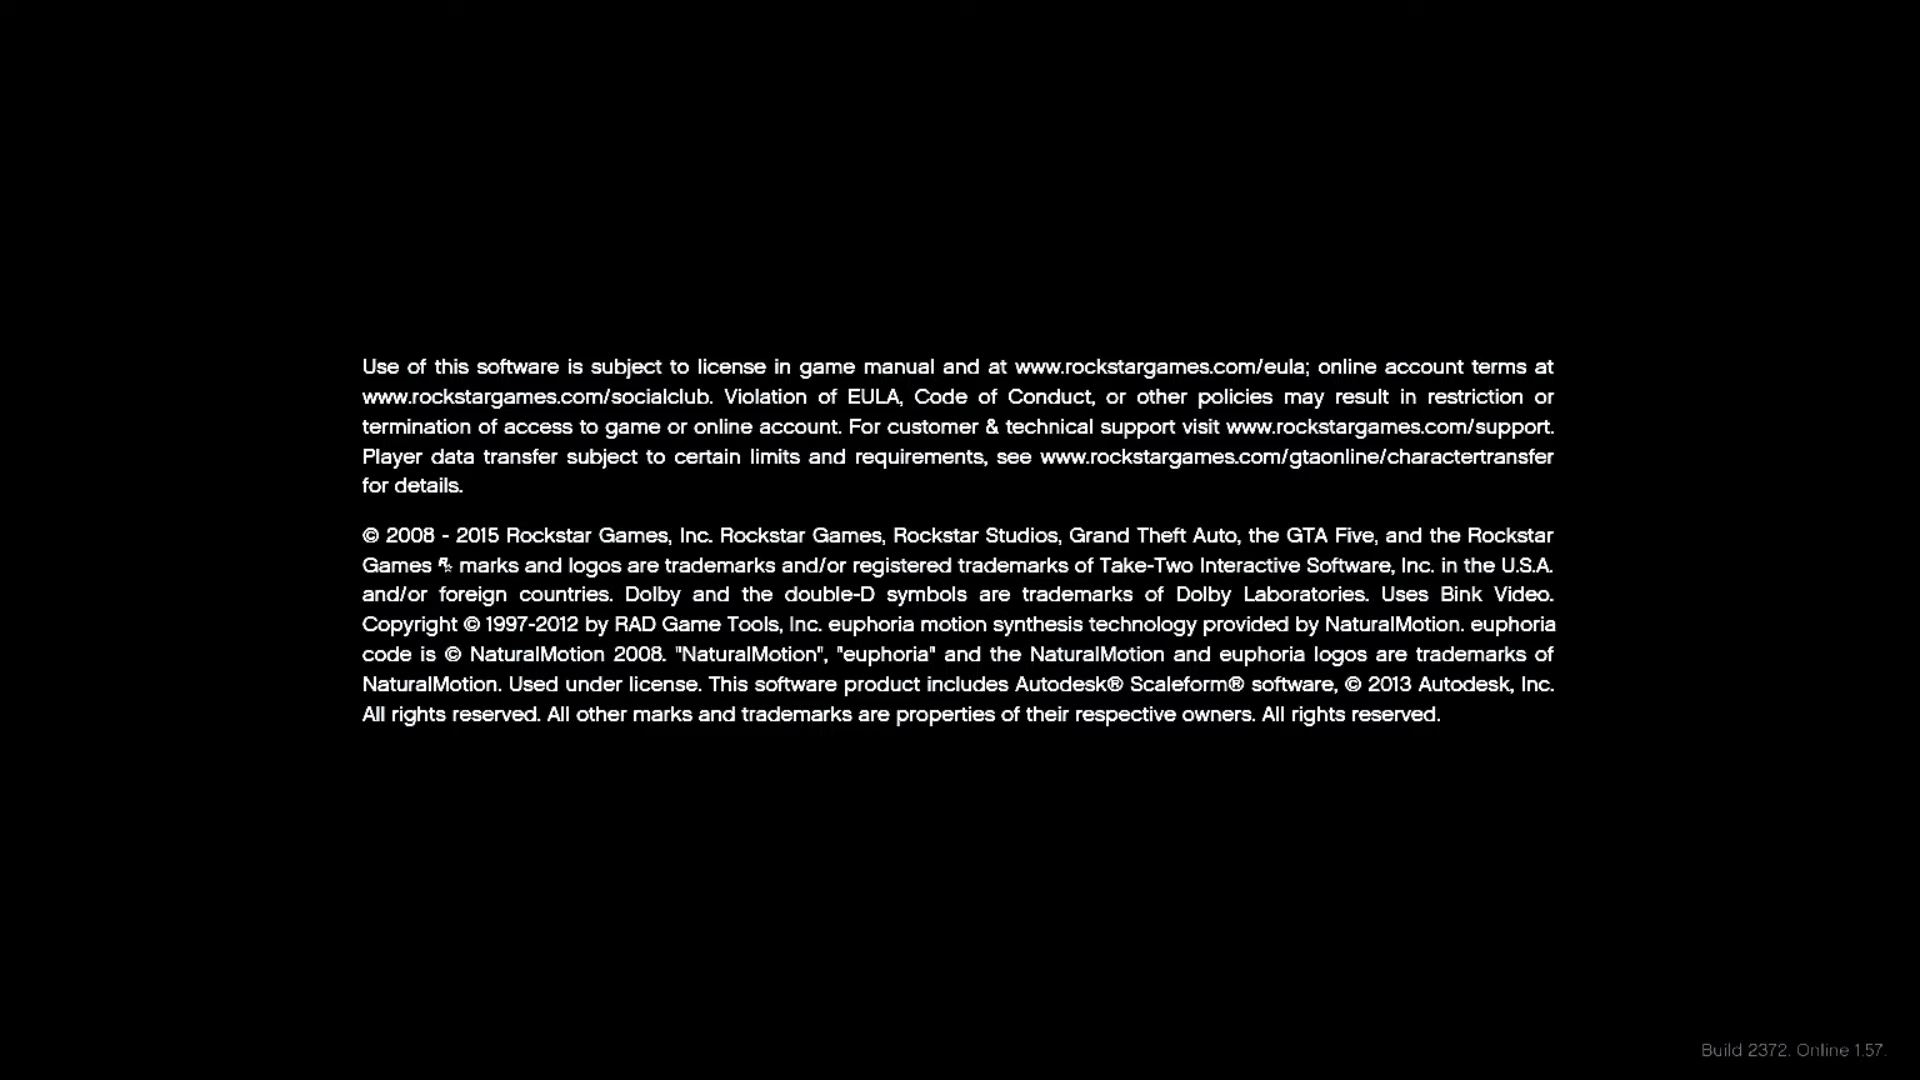 Use of this software is subject to license in game manual and at www.rockstargames.com/eula; online account terms at
www.rockstargames.com/socialclub. Violation of EULA, Code of Conduct, or other policies may result in restriction or
termination of access to game or online account. For customer & technical support visit www.rockstargames.com/support.
Player data transfer subject to certain limits and requirements, see www.rockstargames.com/gtaonline/charactertransfer
for details.
© 2008 - 2015 Rockstar Games, Inc. Rockstar Games, Rockstar Studios, Grand Theft Auto, the GTA Five, and the Rockstar
Games R* marks and logos are trademarks and/or registered trademarks of Take-Two Interactive Software, Inc. in the U.S.A.
and/or foreign countries. Dolby and the double-D symbols are trademarks of Dolby Laboratories. Uses Bink Video.
Copyright © 1997-2012 by RAD Game Tools, Inc. euphoria motion synthesis technology provided by NaturalMotion. euphoria
code is © NaturalMotion 2008. "NaturalMotion", "euphoria" and the NaturalMotion and euphoria logos are trademarks of
NaturalMotion. Used under license. This software product includes Autodesk® Scaleform® software, © 2013 Autodesk, Inc.
All rights reserved. All other marks and trademarks are properties of their respective owners. All rights reserved.
Build 2372. Online 1.57.